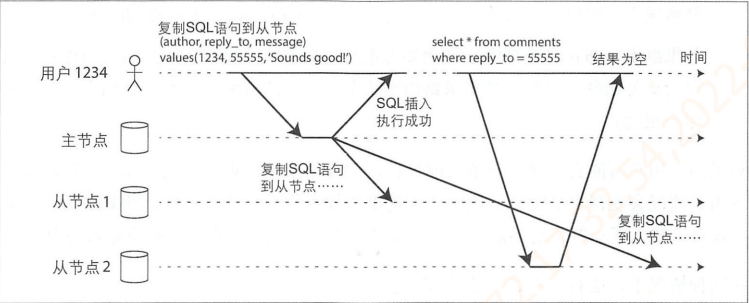 复制SQL语句到从节点
(author, reply_to, message)
values(1234, 55555, 'Sounds good!')
select * from comments
where reply_to = 55555
结果为空
时间
用户 1234
SQL插入
执行成功
主节点
复制SQL语句
到从节点……
从节点 1
复制SQL语句
到从节点……
从节点 2